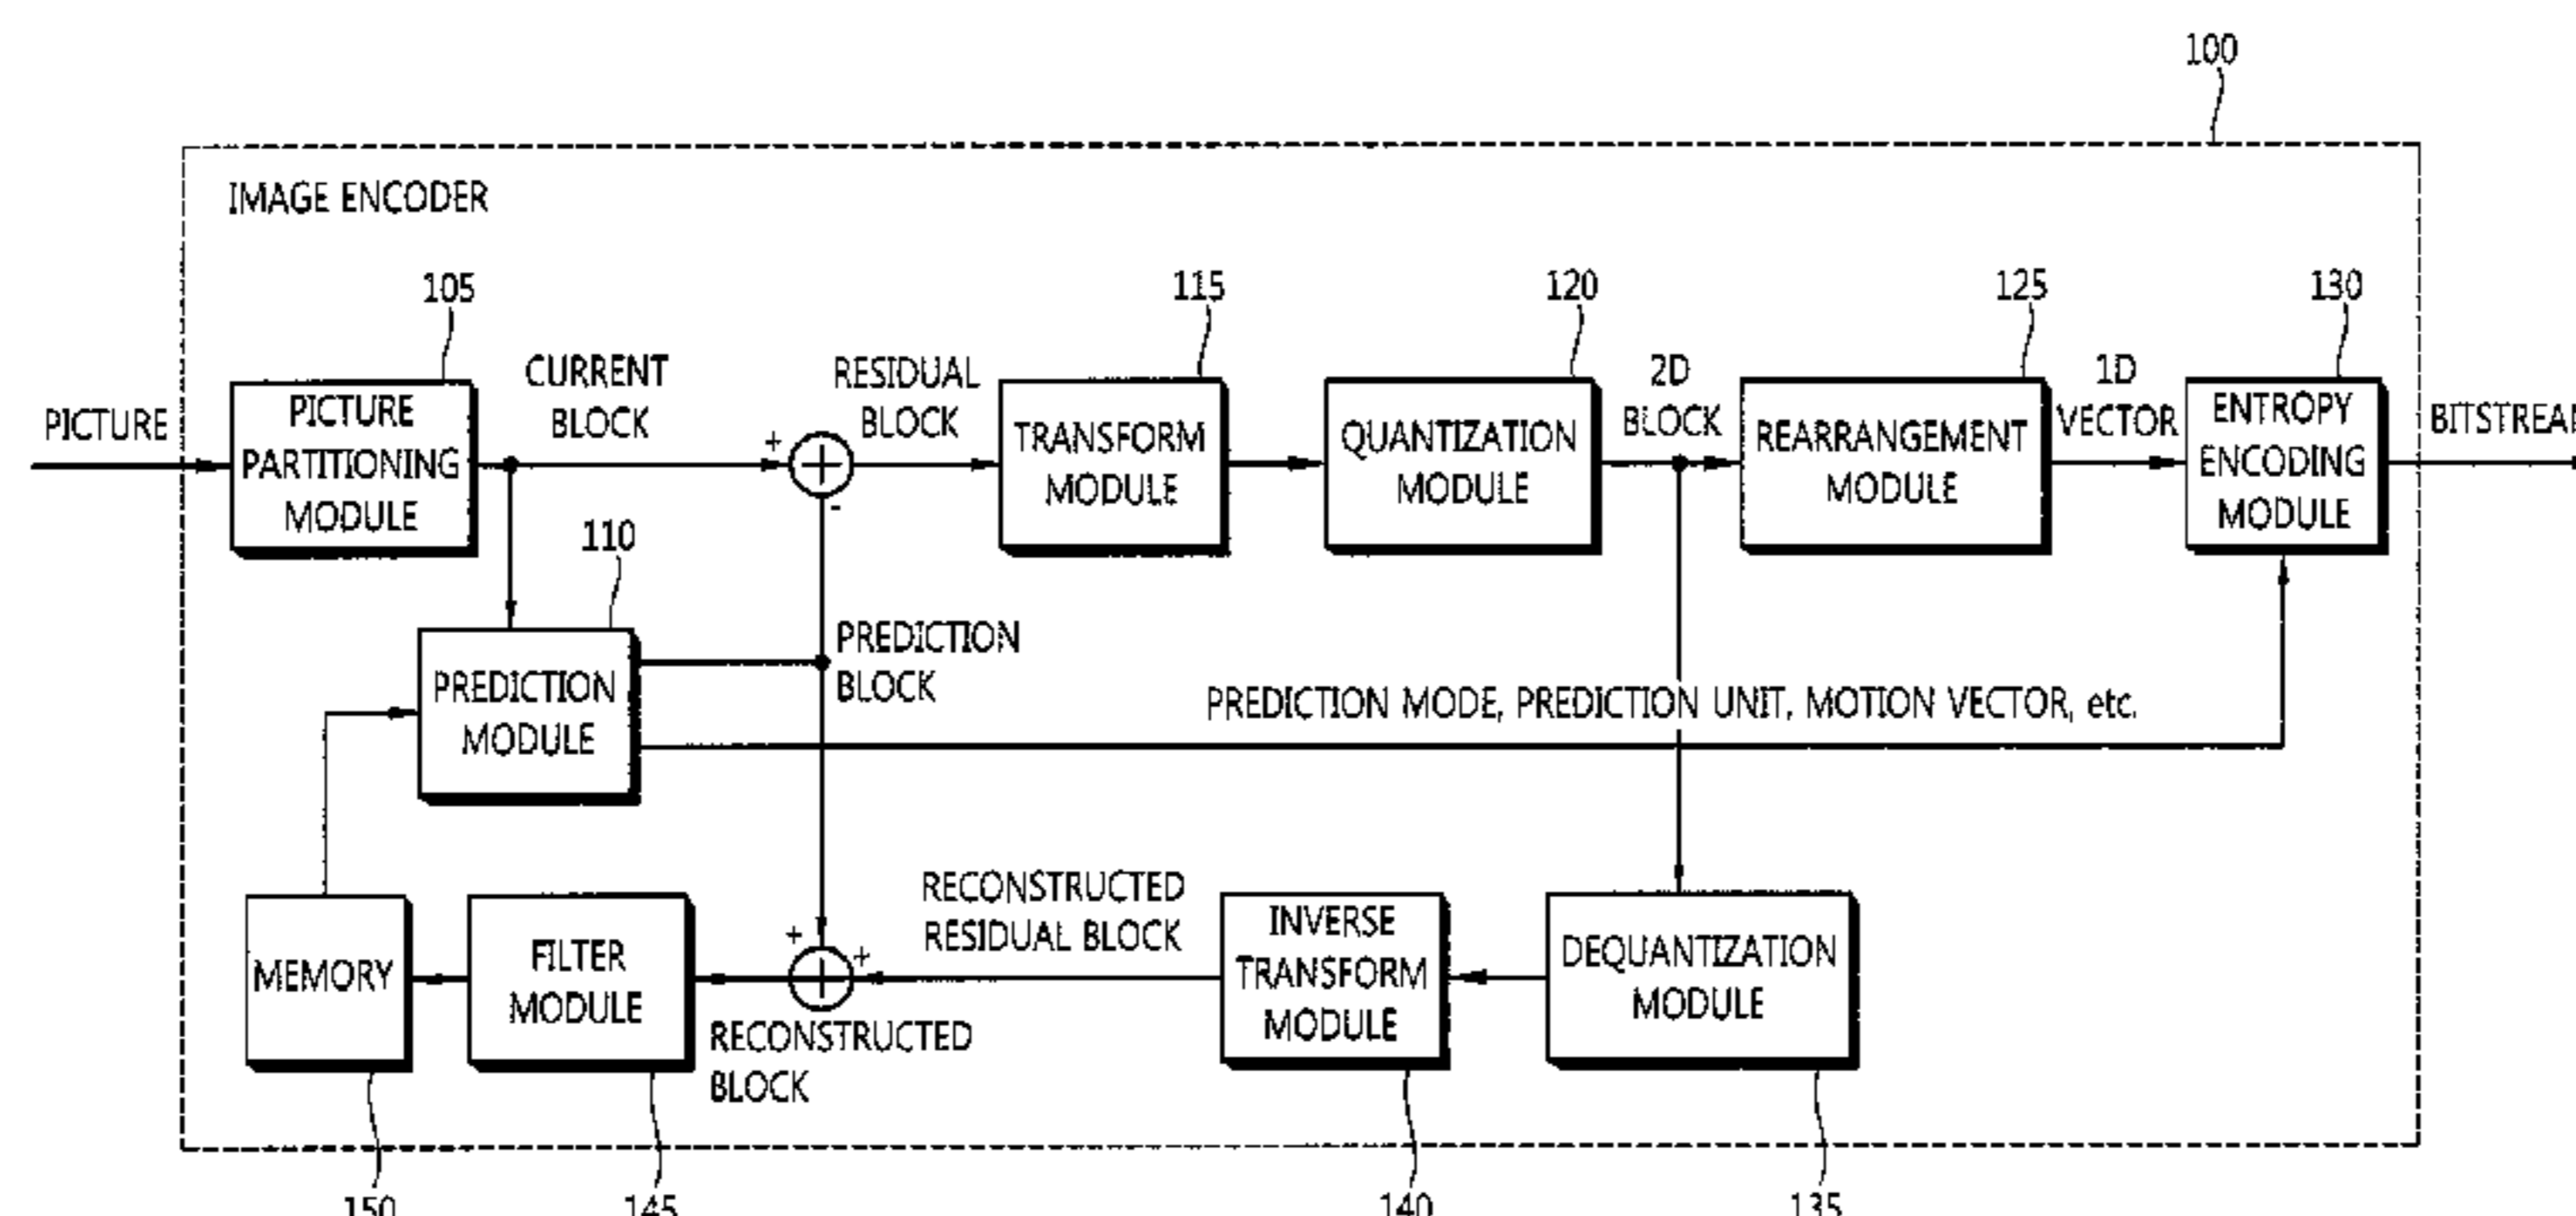 100
IMAGE ENCODER
105
115
120
125
130
PICTURE
PICTURE
PARTITIONING
MODULE
CURRENT
BLOCK
+
-
RESIDUAL
BLOCK
TRANSFORM
MODULE
QUANTIZATION
MODULE
2D
BLOCK
REARRANGEMENT
MODULE
1D
VECTOR
ENTROPY
ENCODING
MODULE
110
PREDICTION
MODULE
PREDICTION
BLOCK
PREDICTION MODE, PREDICTION UNIT, MOTION VECTOR, etc.
MEMORY
FILTER
MODULE
+
+
RECONSTRUCTED
BLOCK
RECONSTRUCTED
RESIDUAL BLOCK
INVERSE
TRANSFORM
MODULE
DEQUANTIZATION
MODULE
150
145
140
135